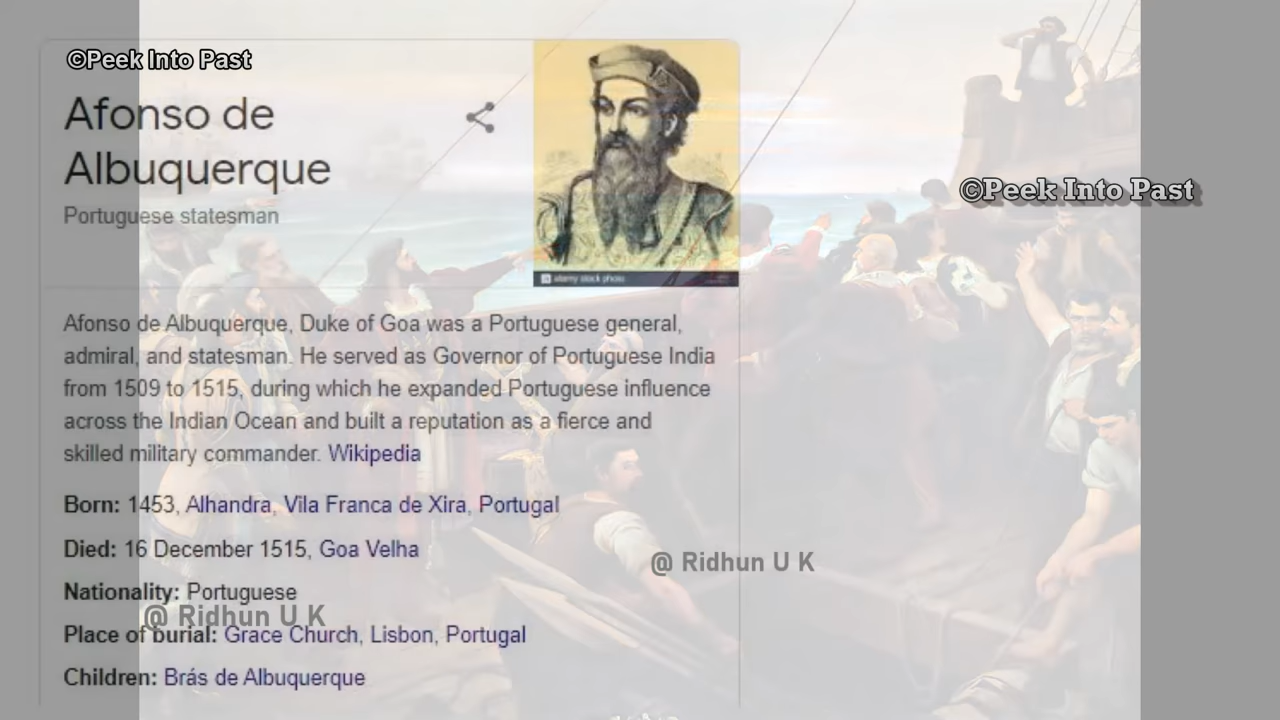 ©Peek Into Past
Afonso de
Albuquerque
Portuguese statesman
alamy stock photo
©Peek Into Past
Afonso de Albuquerque, Duke of Goa was a Portuguese general,
admiral, and statesman. He served as Governor of Portuguese India
from 1509 to 1515, during which he expanded Portuguese influence
across the Indian Ocean and built a reputation as a fierce and
skilled military commander. Wikipedia
Born: 1453, Alhandra, Vila Franca de Xira, Portugal
Died: 16 December 1515, Goa Velha
@ Ridhun U K
Nationality: Portuguese
@ Ridhun U K
Place of burial: Grace Church, Lisbon, Portugal
Children: Brás de Albuquerque